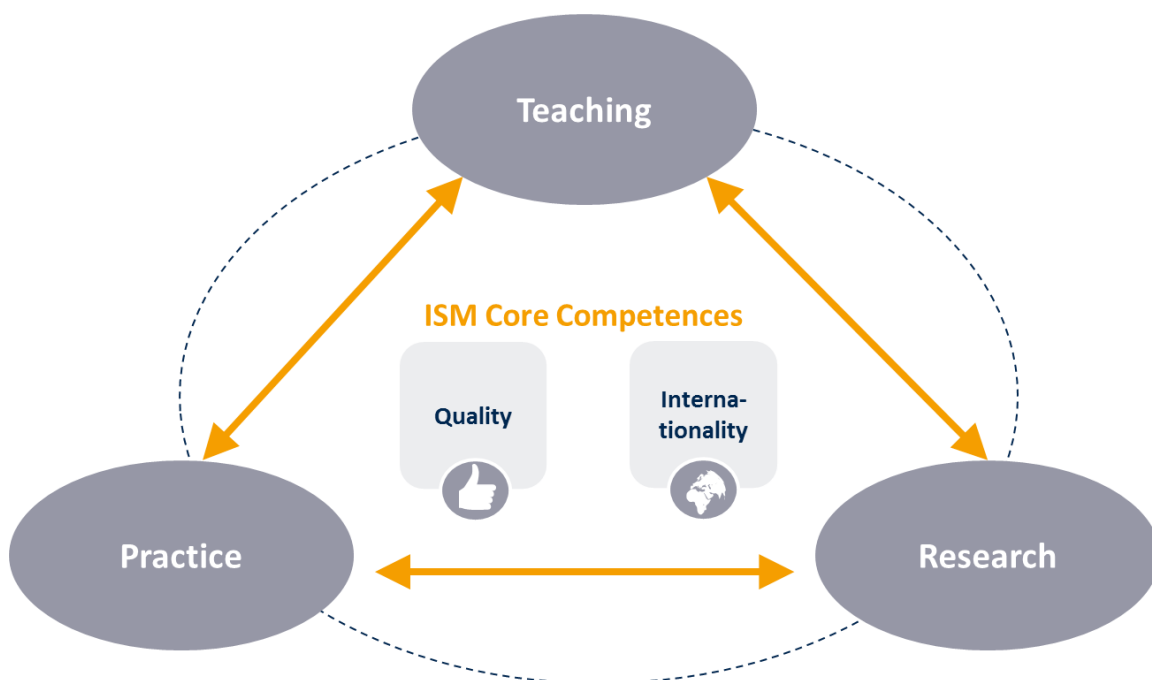 Teaching
ISM Core Competences
Quality
Interna-
tionality
Practice
Research